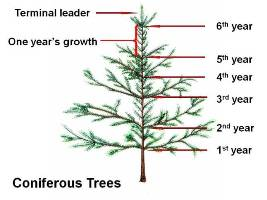 Terminal leader
6th year
One year's growth
5th year
4th year
3rd year
2nd year
1st year
Coniferous Trees